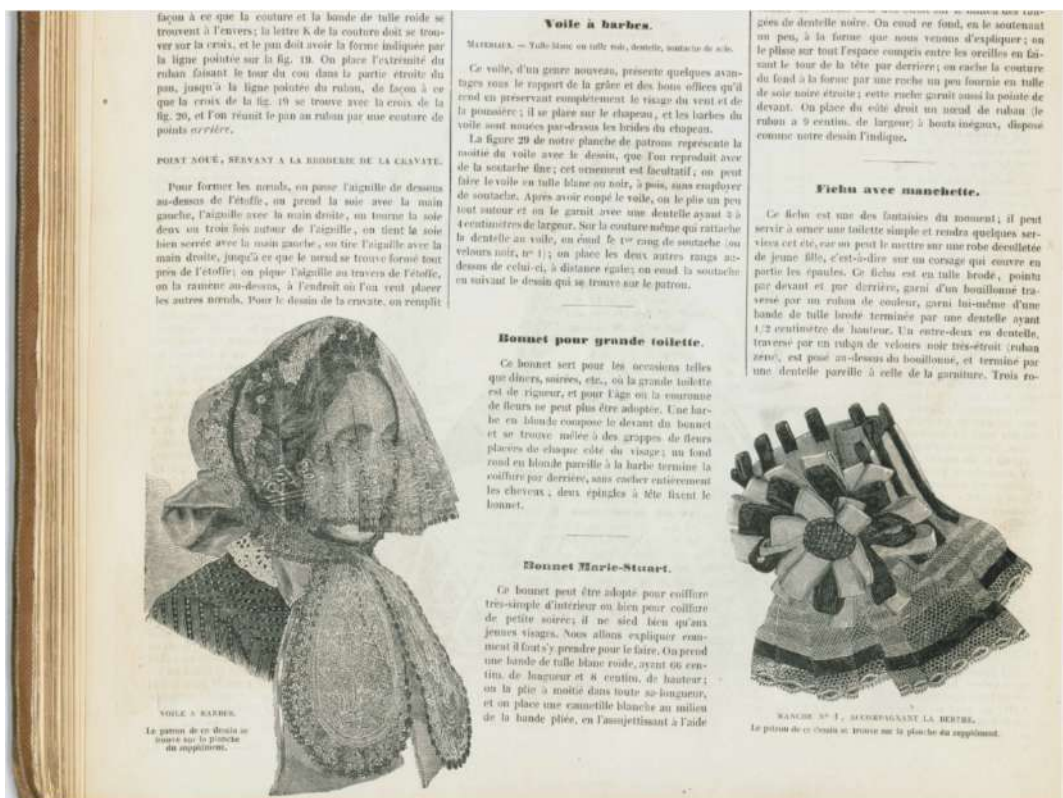 façon à ce que la couture et la bande de tulle roide se
trouvent à l'envers; la lettre K de la couture doit se trou-
ver sur la croix, et le pan doit avoir la forme indiquée par
la ligne pointée sur la fig. 19. On place l'extrémité du
ruban faisant le tour du cou dans la partie étroite du
pan, jusqu'à la ligne pointée du ruban, de façon à ce
que la croix de la fig. 19 se trouve avec la croix de la
fig. 20, et l'on réunit le pan au ruban par une couture de
points arrière.
POINT NOUÉ, SERVANT A LA BRODERIE DE LA CRAVATE.
Pour former les nœuds, on passe l'aiguille de dessous
au-dessus de l'étoffe, on prend la soie avec la main
gauche, l'aiguille avec la main droite, on tourne la soie
deux ou trois fois autour de l'aiguille, on tient la soie
bien serrée avec la main gauche, on tire l'aiguille avec la
main droite, jusqu'à ce que le nœud se trouve formé tout
près de l'étoffe; on pique l'aiguille au travers de l'étoffe,
on la ramène au-dessus, à l'endroit où l'on veut placer
les autres nœuds. Pour le dessin de la cravate, on remplit
VOILE A BARBES.
Le patron de ce dessin se
trouve sur la planche
du supplément.
Voile à barbes.
MATÉRIAUX. — Tulle blanc ou tulle noir, dentelle, soutache de soie.
Ce voile, d'un genre nouveau, présente quelques avan-
tages sous le rapport de la grâce et des bons offices qu'il
rend en préservant complètement le visage du vent et de
la poussière; il se place sur le chapeau, et les barbes du
voile sont nouées par-dessus les brides du chapeau.
La figure 29 de notre planche de patrons représente la
moitié du voile avec le dessin, que l'on reproduit avec
de la soutache fine; cet ornement est facultatif; on peut
faire le voile en tulle blanc ou noir, à pois, sans employer
de soutache. Après avoir coupé le voile, on le plie un peu
tout autour et on le garnit avec une dentelle ayant 3 à
4 centimètres de largeur. Sur la couture même qui rattache
la dentelle au voile, on coud le 1er rang de soutache (ou
velours noir, n° 1); on place les deux autres rangs au-
dessus de celui-ci, à distance égale; on coud la soutache
en suivant le dessin qui se trouve sur le patron.
Bonnet pour grande toilette.
Ce bonnet sert pour les occasions telles
que dîners, soirées, etc., où la grande toilette
est de rigueur, et pour l'âge où la couronne
de fleurs ne peut plus être adoptée. Une bar-
be en blonde compose le devant du bonnet
et se trouve mêlée à des grappes de fleurs
placées de chaque côté du visage; un fond
rond en blonde pareille à la barbe termine la
coiffure par derrière, sans cacher entièrement
les cheveux; deux épingles à tête fixent le
bonnet.
Bonnet Marie-Stuart.
Ce bonnet peut être adopté pour coiffure
très-simple d'intérieur ou bien pour coiffure
de petite soirée; il ne sied bien qu'aux
jeunes visages. Nous allons expliquer com-
ment il faut s'y prendre pour le faire. On prend
une bande de tulle blanc roide, ayant 66 cen-
tim. de longueur et 8 centim. de hauteur;
on la plie à moitié dans toute sa longueur,
et on place une cannetille blanche au milieu
de la bande pliée, en l'assujettissant à l'aide
gées de dentelle noire. On coud ce fond, en le soutenant
un peu, à la forme que nous venons d'expliquer; on
le plisse sur tout l'espace compris entre les oreilles en fai-
sant le tour de la tête par derrière; on cache la couture
du fond à la forme par une ruche un peu fournie en tulle
de soie noire étroite; cette ruche garnit aussi la pointe de
devant. On place du côté droit un nœud de ruban (le
ruban a 9 centim. de largeur) à bouts inégaux, disposé
comme notre dessin l'indique.
Fichu avec manchette.
Ce fichu est une des fantaisies du moment; il peut
servir à orner une toilette simple et rendra quelques ser-
vices cet été, car on peut le mettre sur une robe décolletée
de jeune fille, c'est-à-dire sur un corsage qui couvre en
partie les épaules. Ce fichu est en tulle brodé, pointu
par devant et par derrière, garni d'un bouillonné tra-
versé par un ruban de couleur, garni lui-même d'une
bande de tulle brodé terminée par une dentelle ayant
1/2 centimètre de hauteur. Un entre-deux en dentelle,
traversé par un ruban de velours noir très-étroit (ruban
zéro), est posé au-dessus du bouillonné, et terminé par
une dentelle pareille à celle de la garniture. Trois ro-
MANCHE N° 1, ACCOMPAGNANT LA BERTHE.
Le patron de ce dessin se trouve sur la planche du supplément.